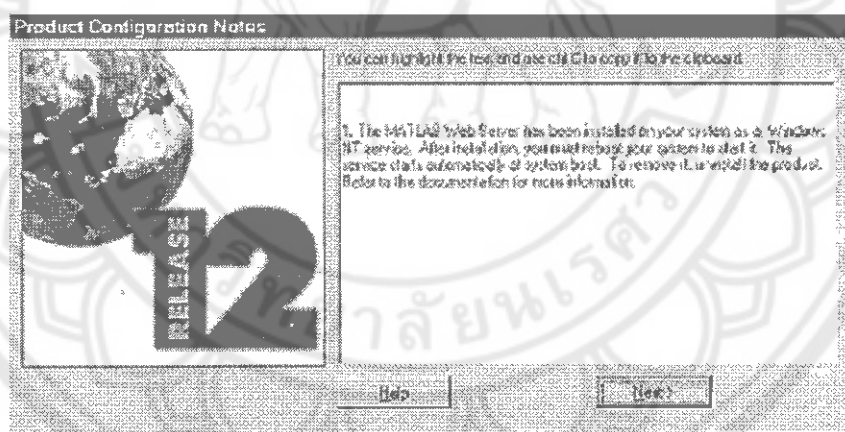 Product Configuration Notes
You can highlight the text and use ctrl C to copy it to the clipboard.
1. The MATLAB Web Server has been installed on your system as a Windows
NT service. After installation, you must reboot your system to start it. The
service starts automatically at system boot. To remove it, uninstall the product.
Refer to the documentation for more information.
RELEASE
12
Help
Next >